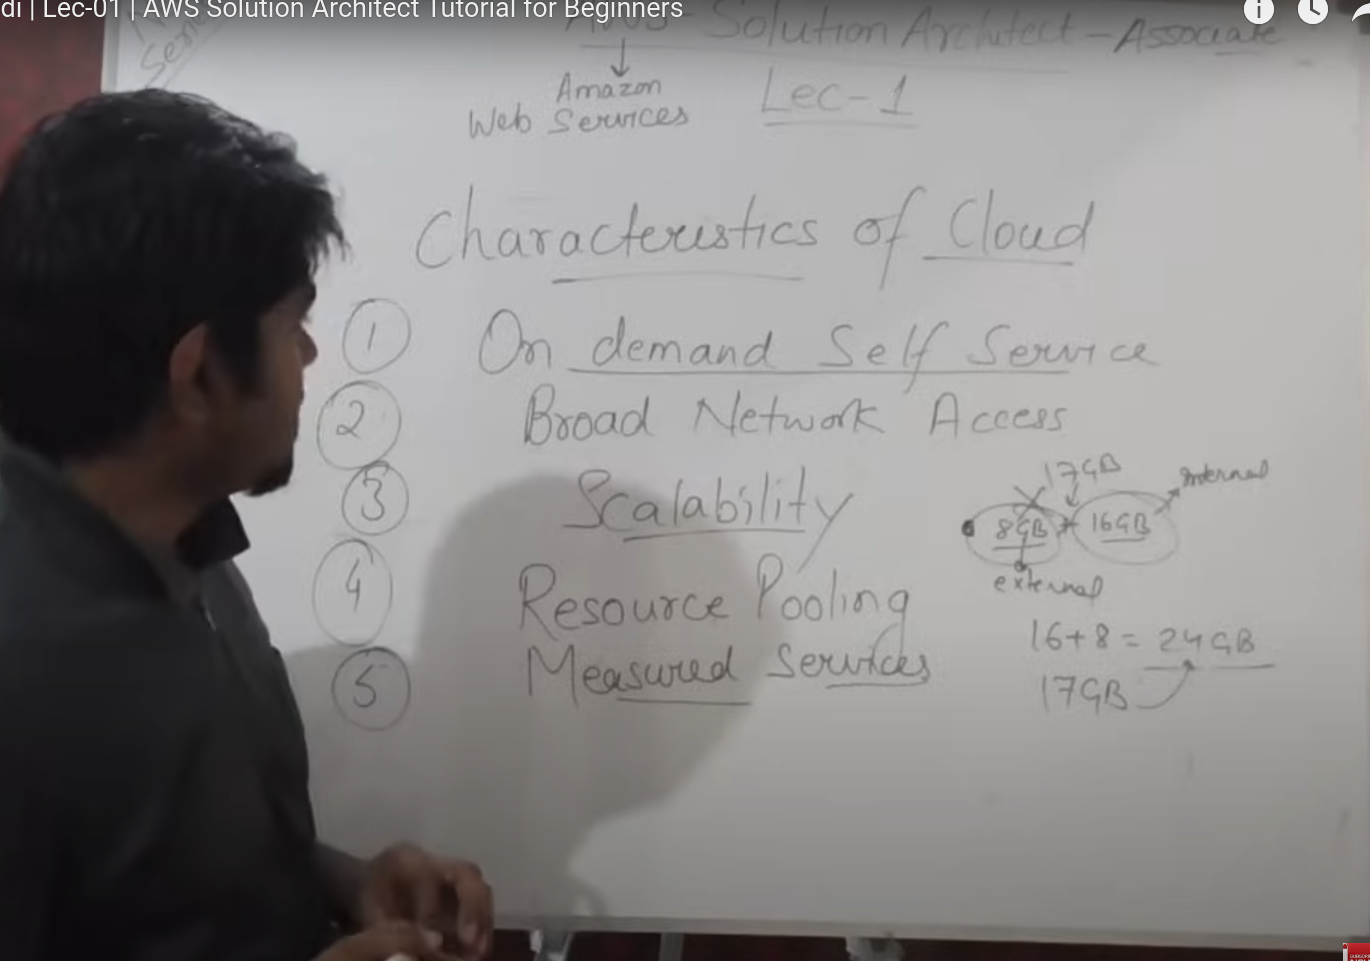 di | Lec-01 | AWS Solution Architect Tutorial for Beginners
AWS - Solution Architect - Associate
Amazon
Web Services
Lec-1
Characteristics of Cloud
1 On demand Self Service
2 Broad Network Access
3 Scalability
4 Resource Pooling
5 Measured Services
17GB
internal
8GB + 16GB
external
16+8 = 24GB
17GB